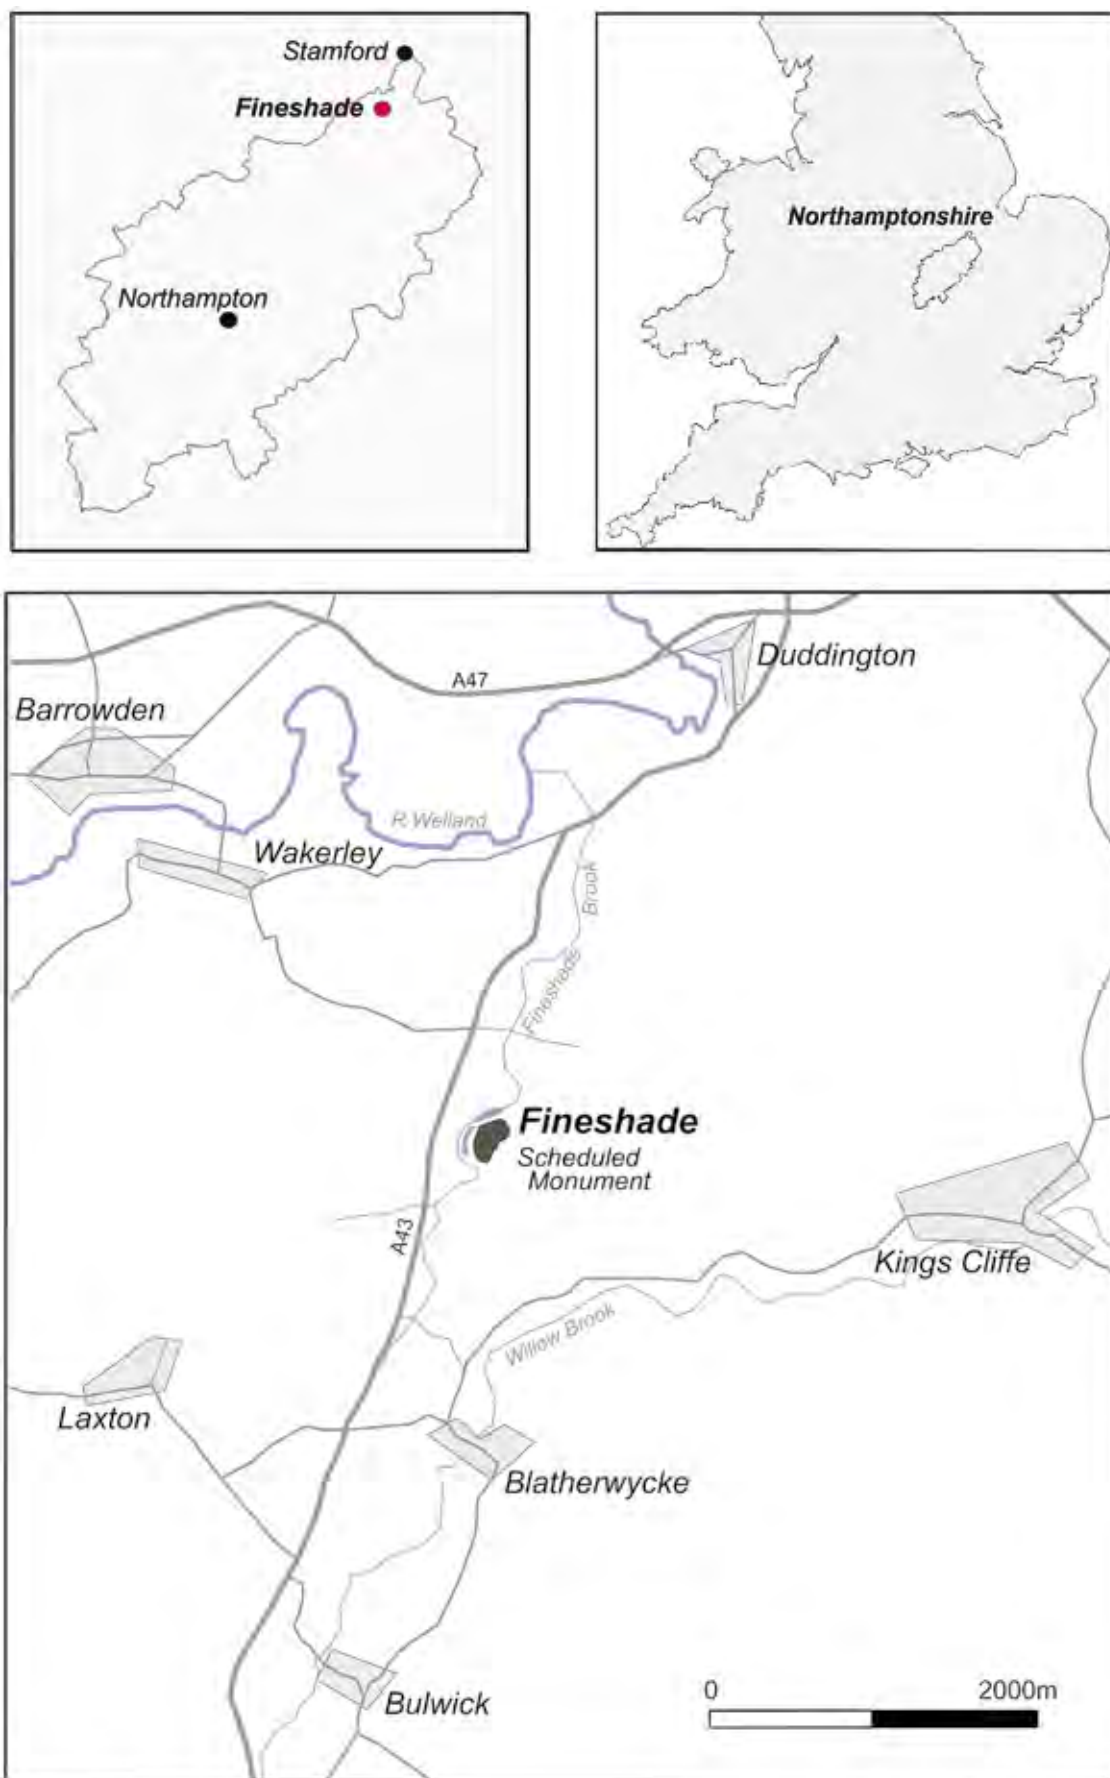 Stamford
Fineshade
Northampton
Northamptonshire
Duddington
A47
Barrowden
R. Welland
Wakerley
Brook
Fineshade
Fineshade
Scheduled
Monument
A43
Kings Cliffe
Willow Brook
Laxton
Blatherwycke
0 2000m
Bulwick